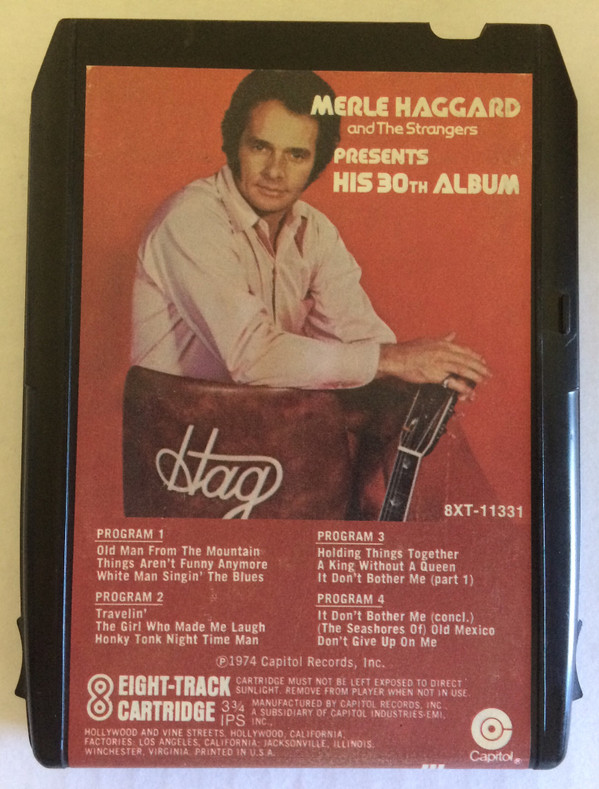 MERLE HAGGARD
and The Strangers
PRESENTS
HIS 30TH ALBUM
Hag
8XT-11331
PROGRAM 1
Old Man From The Mountain
Things Aren't Funny Anymore
White Man Singin' The Blues
PROGRAM 2
Travelin'
The Girl Who Made Me Laugh
Honky Tonk Night Time Man
PROGRAM 3
Holding Things Together
A King Without A Queen
It Don't Bother Me (part 1)
PROGRAM 4
It Don't Bother Me (concl.)
(The Seashores Of) Old Mexico
Don't Give Up On Me
Ⓟ1974 Capitol Records, Inc.
8 EIGHT-TRACK
CARTRIDGE
3¾
IPS
CARTRIDGE MUST NOT BE LEFT EXPOSED TO DIRECT
SUNLIGHT. REMOVE FROM PLAYER WHEN NOT IN USE.
MANUFACTURED BY CAPITOL RECORDS, INC.,
A SUBSIDIARY OF CAPITOL INDUSTRIES-EMI,
INC.,
HOLLYWOOD AND VINE STREETS, HOLLYWOOD, CALIFORNIA,
FACTORIES: LOS ANGELES, CALIFORNIA; JACKSONVILLE, ILLINOIS;
WINCHESTER, VIRGINIA. PRINTED IN U.S.A.
Capitol